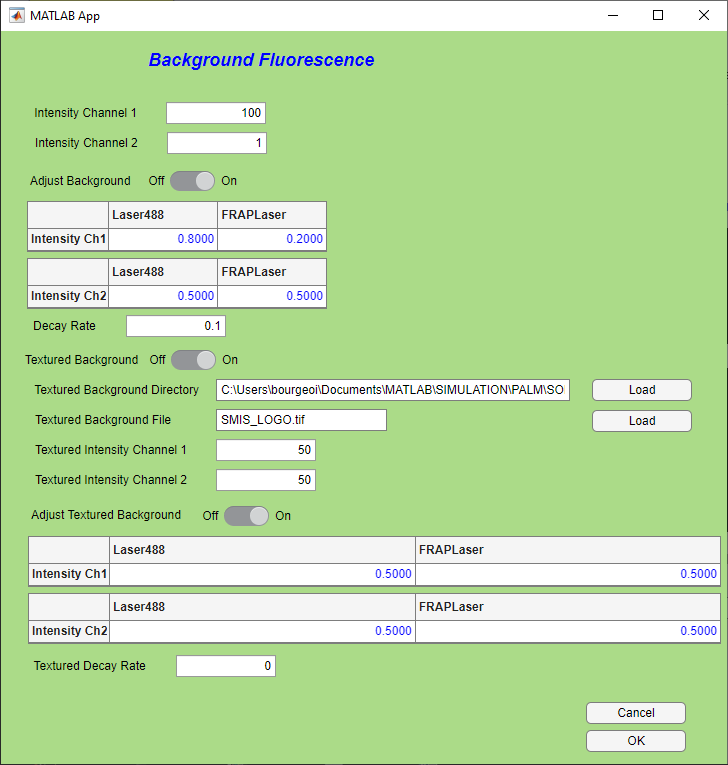 MATLAB App
Background Fluorescence
Intensity Channel 1 100
Intensity Channel 2 1
Adjust Background Off On
Laser488 FRAPLaser
Intensity Ch1 0.8000 0.2000
Laser488 FRAPLaser
Intensity Ch2 0.5000 0.5000
Decay Rate 0.1
Textured Background Off On
Textured Background Directory C:\Users\bourgeoi\Documents\MATLAB\SIMULATION\PALM\SO Load
Textured Background File SMIS_LOGO.tif Load
Textured Intensity Channel 1 50
Textured Intensity Channel 2 50
Adjust Textured Background Off On
Laser488 FRAPLaser
Intensity Ch1 0.5000 0.5000
Laser488 FRAPLaser
Intensity Ch2 0.5000 0.5000
Textured Decay Rate 0
Cancel
OK